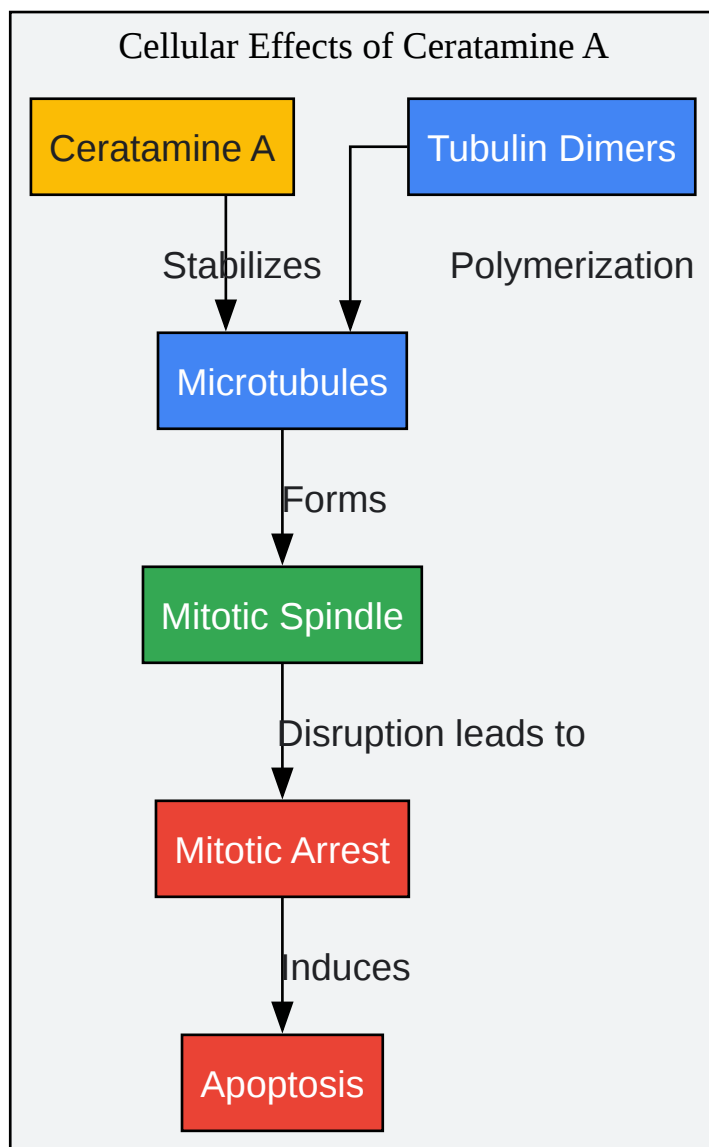 Cellular Effects of Ceratamine A
Ceratamine A
Tubulin Dimers
Stabilizes
Polymerization
Microtubules
Forms
Mitotic Spindle
Disruption leads to
Mitotic Arrest
Induces
Apoptosis